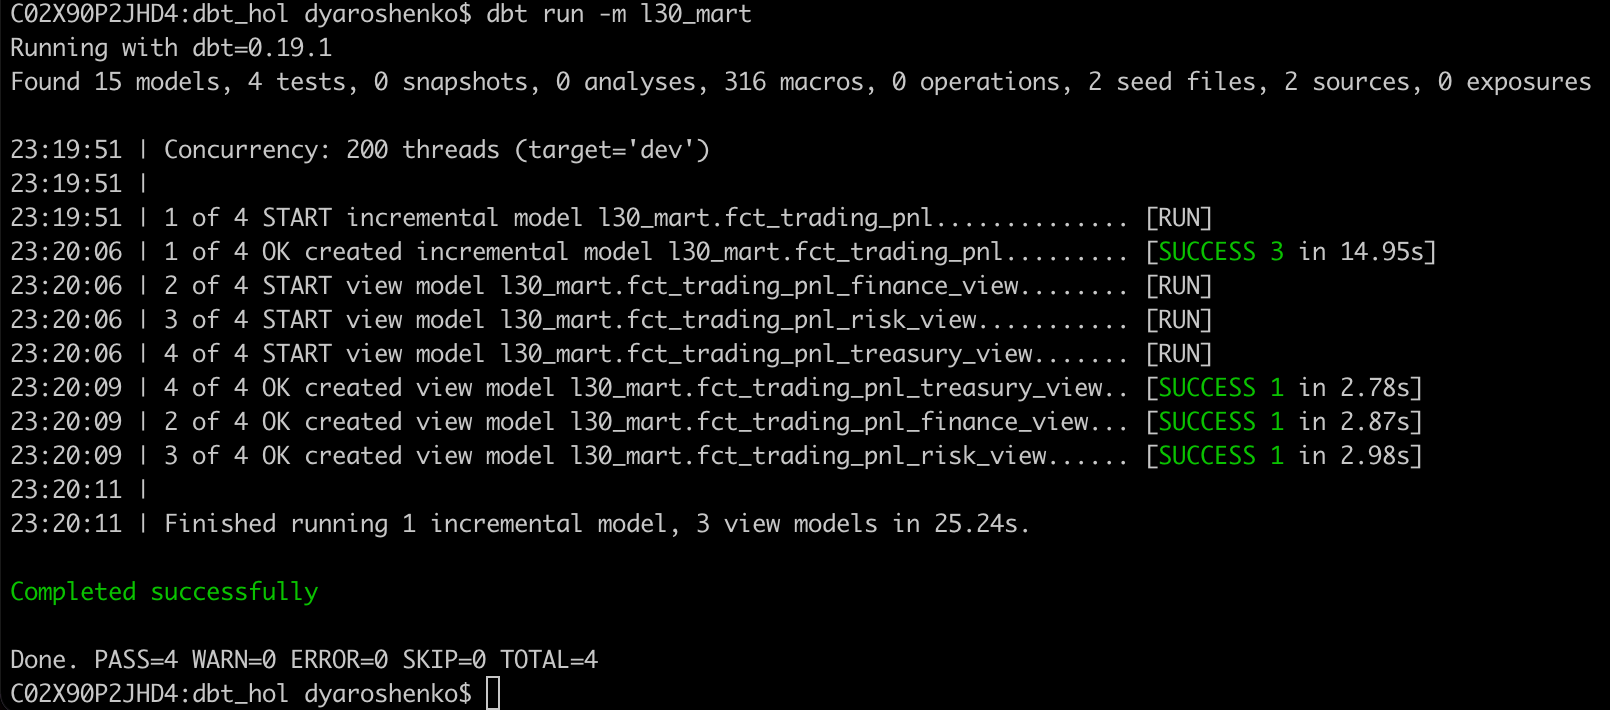 C02X90P2JHD4:dbt_hol dyaroshenko$ dbt run -m l30_mart
Running with dbt=0.19.1
Found 15 models, 4 tests, 0 snapshots, 0 analyses, 316 macros, 0 operations, 2 seed files, 2 sources, 0 exposures
23:19:51 | Concurrency: 200 threads (target='dev')
23:19:51 |
23:19:51 | 1 of 4 START incremental model l30_mart.fct_trading_pnl.............. [RUN]
23:20:06 | 1 of 4 OK created incremental model l30_mart.fct_trading_pnl......... [SUCCESS 3 in 14.95s]
23:20:06 | 2 of 4 START view model l30_mart.fct_trading_pnl_finance_view........ [RUN]
23:20:06 | 3 of 4 START view model l30_mart.fct_trading_pnl_risk_view........... [RUN]
23:20:06 | 4 of 4 START view model l30_mart.fct_trading_pnl_treasury_view....... [RUN]
23:20:09 | 4 of 4 OK created view model l30_mart.fct_trading_pnl_treasury_view.. [SUCCESS 1 in 2.78s]
23:20:09 | 2 of 4 OK created view model l30_mart.fct_trading_pnl_finance_view... [SUCCESS 1 in 2.87s]
23:20:09 | 3 of 4 OK created view model l30_mart.fct_trading_pnl_risk_view...... [SUCCESS 1 in 2.98s]
23:20:11 |
23:20:11 | Finished running 1 incremental model, 3 view models in 25.24s.
Completed successfully
Done. PASS=4 WARN=0 ERROR=0 SKIP=0 TOTAL=4
C02X90P2JHD4:dbt_hol dyaroshenko$